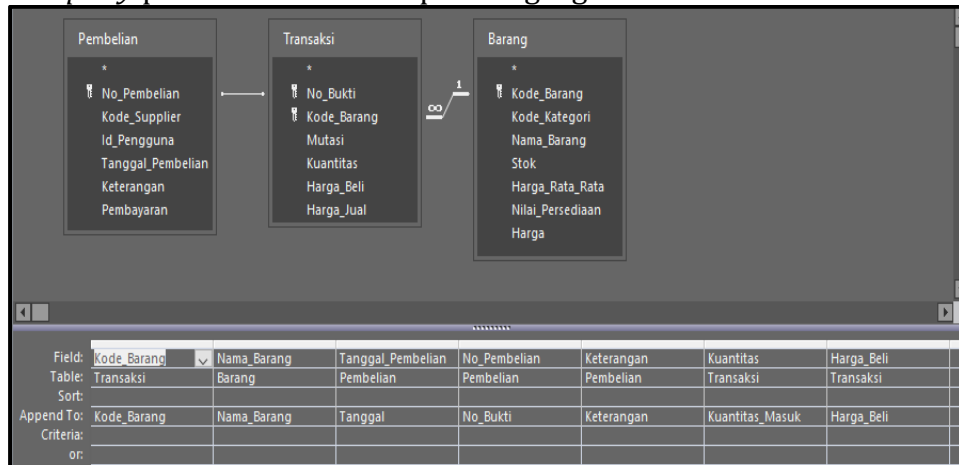 Pembelian
*
No_Pembelian
Kode_Supplier
Id_Pengguna
Tanggal_Pembelian
Keterangan
Pembayaran
Transaksi
*
No_Bukti
Kode_Barang
Mutasi
Kuantitas
Harga_Beli
Harga_Jual
∞
1
Barang
*
Kode_Barang
Kode_Kategori
Nama_Barang
Stok
Harga_Rata_Rata
Nilai_Persediaan
Harga
Field: Kode_Barang Nama_Barang Tanggal_Pembelian No_Pembelian Keterangan Kuantitas Harga_Beli
Table: Transaksi Barang Pembelian Pembelian Pembelian Transaksi Transaksi
Sort:
Append To: Kode_Barang Nama_Barang Tanggal No_Bukti Keterangan Kuantitas_Masuk Harga_Beli
Criteria:
or: